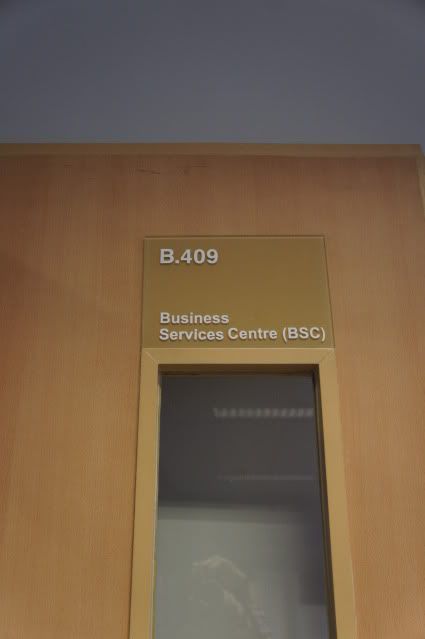 B.409
Business
Services Centre (BSC)